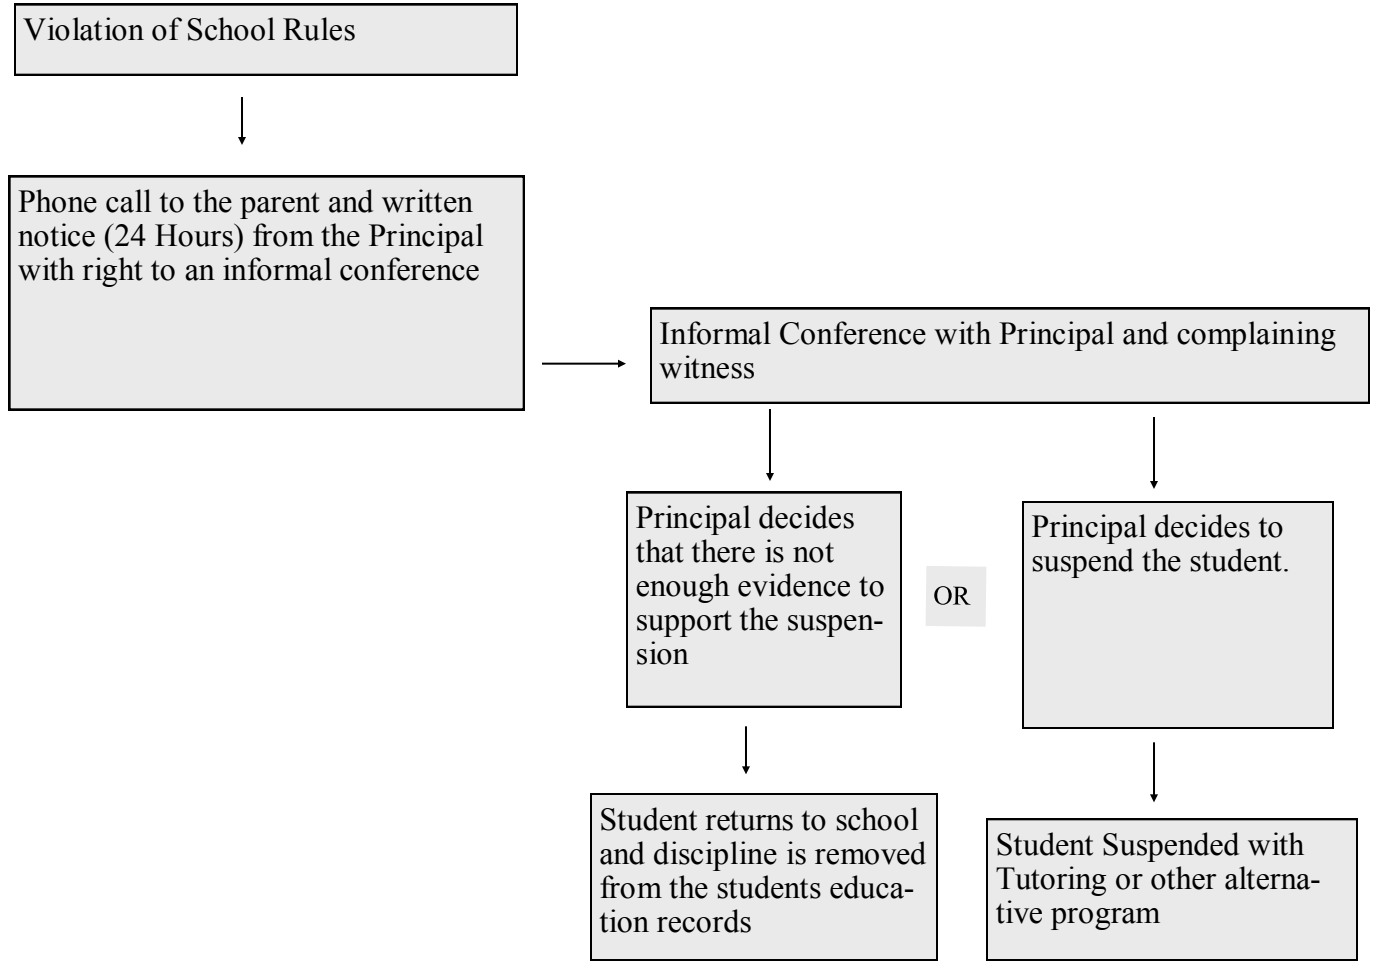 Violation of School Rules
Phone call to the parent and written
notice (24 Hours) from the Principal
with right to an informal conference
Informal Conference with Principal and complaining
witness
Principal decides
that there is not
enough evidence to
support the suspen-
sion
OR
Principal decides to
suspend the student.
Student returns to school
and discipline is removed
from the students educa-
tion records
Student Suspended with
Tutoring or other alterna-
tive program